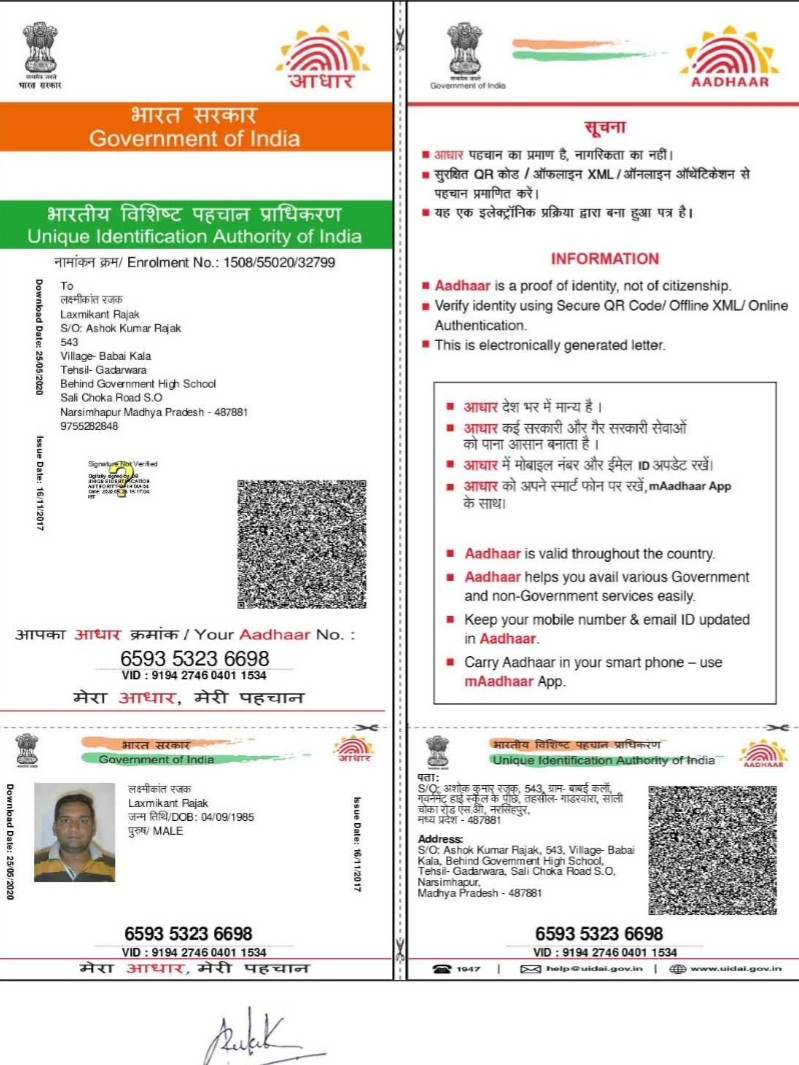 सत्यमेव जयते
भारत सरकार
आधार
भारत सरकार
Government of India
भारतीय विशिष्ट पहचान प्राधिकरण
Unique Identification Authority of India
नामांकन क्रम/ Enrolment No.: 1508/55020/32799
Download Date: 25/05/2020
Issue Date: 16/11/2017
To
लक्ष्मीकांत रजक
Laxmikant Rajak
S/O: Ashok Kumar Rajak
543
Village- Babai Kala
Tehsil- Gadarwara
Behind Government High School
Sali Choka Road S.O
Narsimhapur Madhya Pradesh - 487881
9755282848
Signature Not Verified
Digitally signed by
आपका आधार क्रमांक / Your Aadhaar No. :
6593 5323 6698
VID : 9194 2746 0401 1534
मेरा आधार, मेरी पहचान
भारत सरकार
Government of India
आधार
Download Date: 25/05/2020
लक्ष्मीकांत रजक
Laxmikant Rajak
जन्म तिथि/DOB: 04/09/1985
पुरुष/ MALE
Issue Date: 16/11/2017
6593 5323 6698
VID : 9194 2746 0401 1534
मेरा आधार, मेरी पहचान
सत्यमेव जयते
Government of India
AADHAAR
सूचना
आधार पहचान का प्रमाण है, नागरिकता का नहीं।
सुरक्षित QR कोड / ऑफलाइन XML / ऑनलाइन ऑथेंटिकेशन से
पहचान प्रमाणित करें।
यह एक इलेक्ट्रॉनिक प्रक्रिया द्वारा बना हुआ पत्र है।
INFORMATION
Aadhaar is a proof of identity, not of citizenship.
Verify identity using Secure QR Code/ Offline XML/ Online
Authentication.
This is electronically generated letter.
आधार देश भर में मान्य है ।
आधार कई सरकारी और गैर सरकारी सेवाओं
को पाना आसान बनाता है ।
आधार में मोबाइल नंबर और ईमेल ID अपडेट रखें।
आधार को अपने स्मार्ट फोन पर रखें, mAadhaar App
के साथ।
Aadhaar is valid throughout the country.
Aadhaar helps you avail various Government
and non-Government services easily.
Keep your mobile number & email ID updated
in Aadhaar.
Carry Aadhaar in your smart phone – use
mAadhaar App.
भारतीय विशिष्ट पहचान प्राधिकरण
Unique Identification Authority of India
AADHAAR
पता:
S/O: अशोक कुमार रजक, 543, ग्राम- बाबई कलॉ,
गवर्नमेंट हाई स्कूल के पीछे, तहसील- गाडरवारा, साली
चोका रोड एस.ओ, नरसिंहपुर,
मध्य प्रदेश - 487881
Address:
S/O: Ashok Kumar Rajak, 543, Village- Babai
Kala, Behind Government High School,
Tehsil- Gadarwara, Sali Choka Road S.O,
Narsimhapur,
Madhya Pradesh - 487881
6593 5323 6698
VID : 9194 2746 0401 1534
1947 | help@uidai.gov.in | www.uidai.gov.in